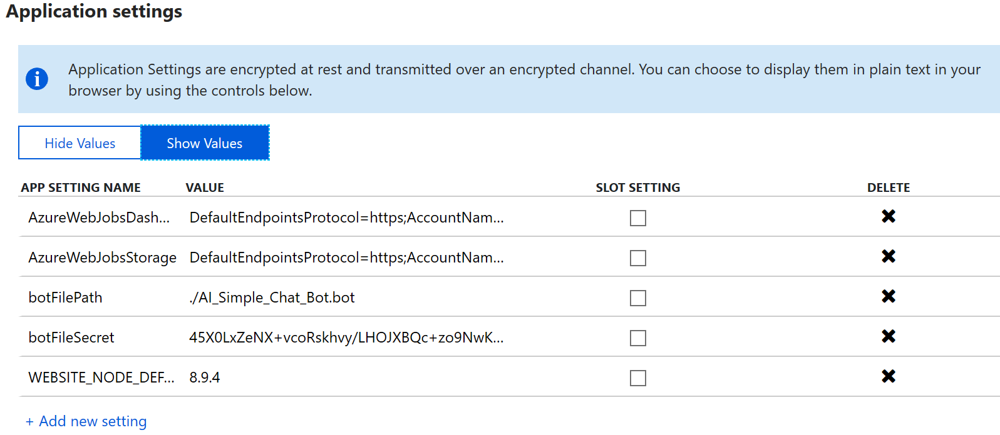 Application settings
Application Settings are encrypted at rest and transmitted over an encrypted channel. You can choose to display them in plain text in your
browser by using the controls below.
Hide Values Show Values
APP SETTING NAME VALUE SLOT SETTING DELETE
AzureWebJobsDash... DefaultEndpointsProtocol=https;AccountNam...
AzureWebJobsStorage DefaultEndpointsProtocol=https;AccountNam...
botFilePath ./AI_Simple_Chat_Bot.bot
botFileSecret 45X0LxZeNX+vcoRskhvy/LHOJXBQc+zo9NwK...
WEBSITE_NODE_DEF... 8.9.4
+ Add new setting